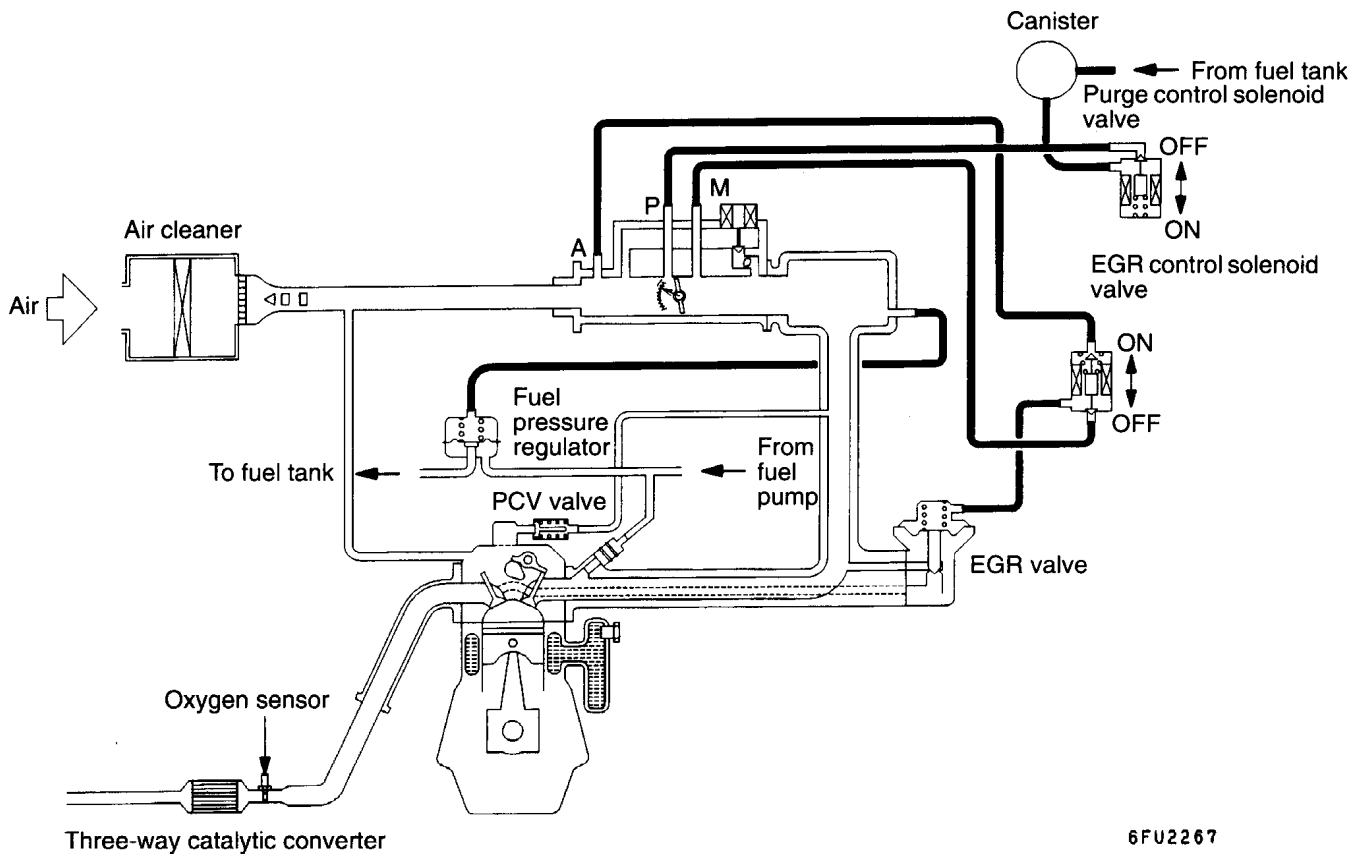 Canister
From fuel tank
Purge control solenoid
valve
OFF
ON
M
P
A
Air cleaner
Air
EGR control solenoid
valve
ON
OFF
Fuel
pressure
regulator
From
fuel
pump
To fuel tank
PCV valve
EGR valve
Oxygen sensor
Three-way catalytic converter
6FU2267